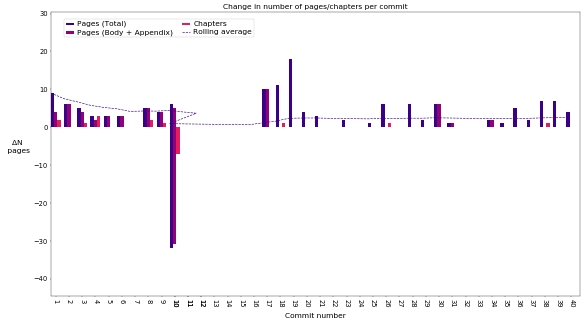 Change in number of pages/chapters per commit
Pages (Total)
Pages (Body + Appendix)
Chapters
Rolling average
30
20
10
0
−10
−20
−30
−40
ΔN
pages
1 2 3 4 5 6 7 8 9 10 11 12 13 14 15 16 17 18 19 20 21 22 23 24 25 26 27 28 29 30 31 32 33 34 35 36 37 38 39 40
Commit number